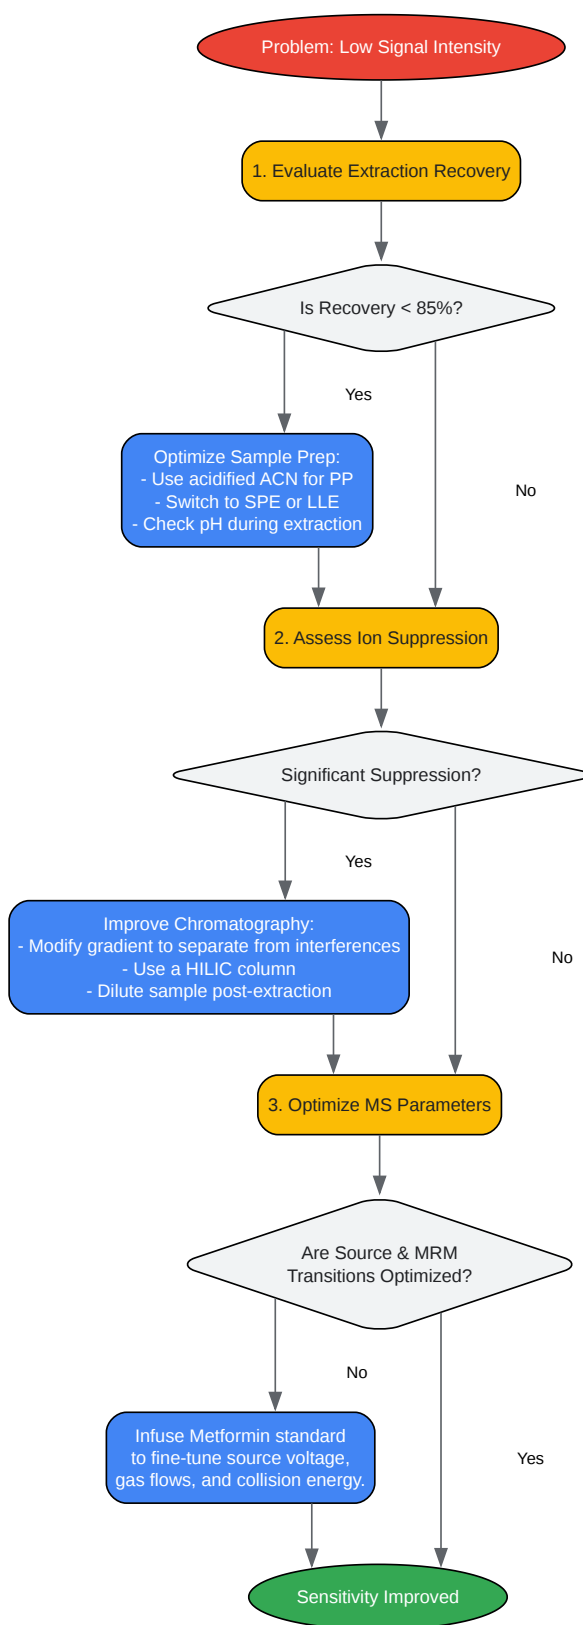 Problem: Low Signal Intensity
1. Evaluate Extraction Recovery
Is Recovery < 85%?
Yes
Optimize Sample Prep:
- Use acidified ACN for PP
- Switch to SPE or LLE
- Check pH during extraction
No
2. Assess Ion Suppression
Significant Suppression?
Yes
Improve Chromatography:
- Modify gradient to separate from interferences
- Use a HILIC column
- Dilute sample post-extraction
No
3. Optimize MS Parameters
Are Source & MRM
Transitions Optimized?
No
Infuse Metformin standard
to fine-tune source voltage,
gas flows, and collision energy.
Yes
Sensitivity Improved